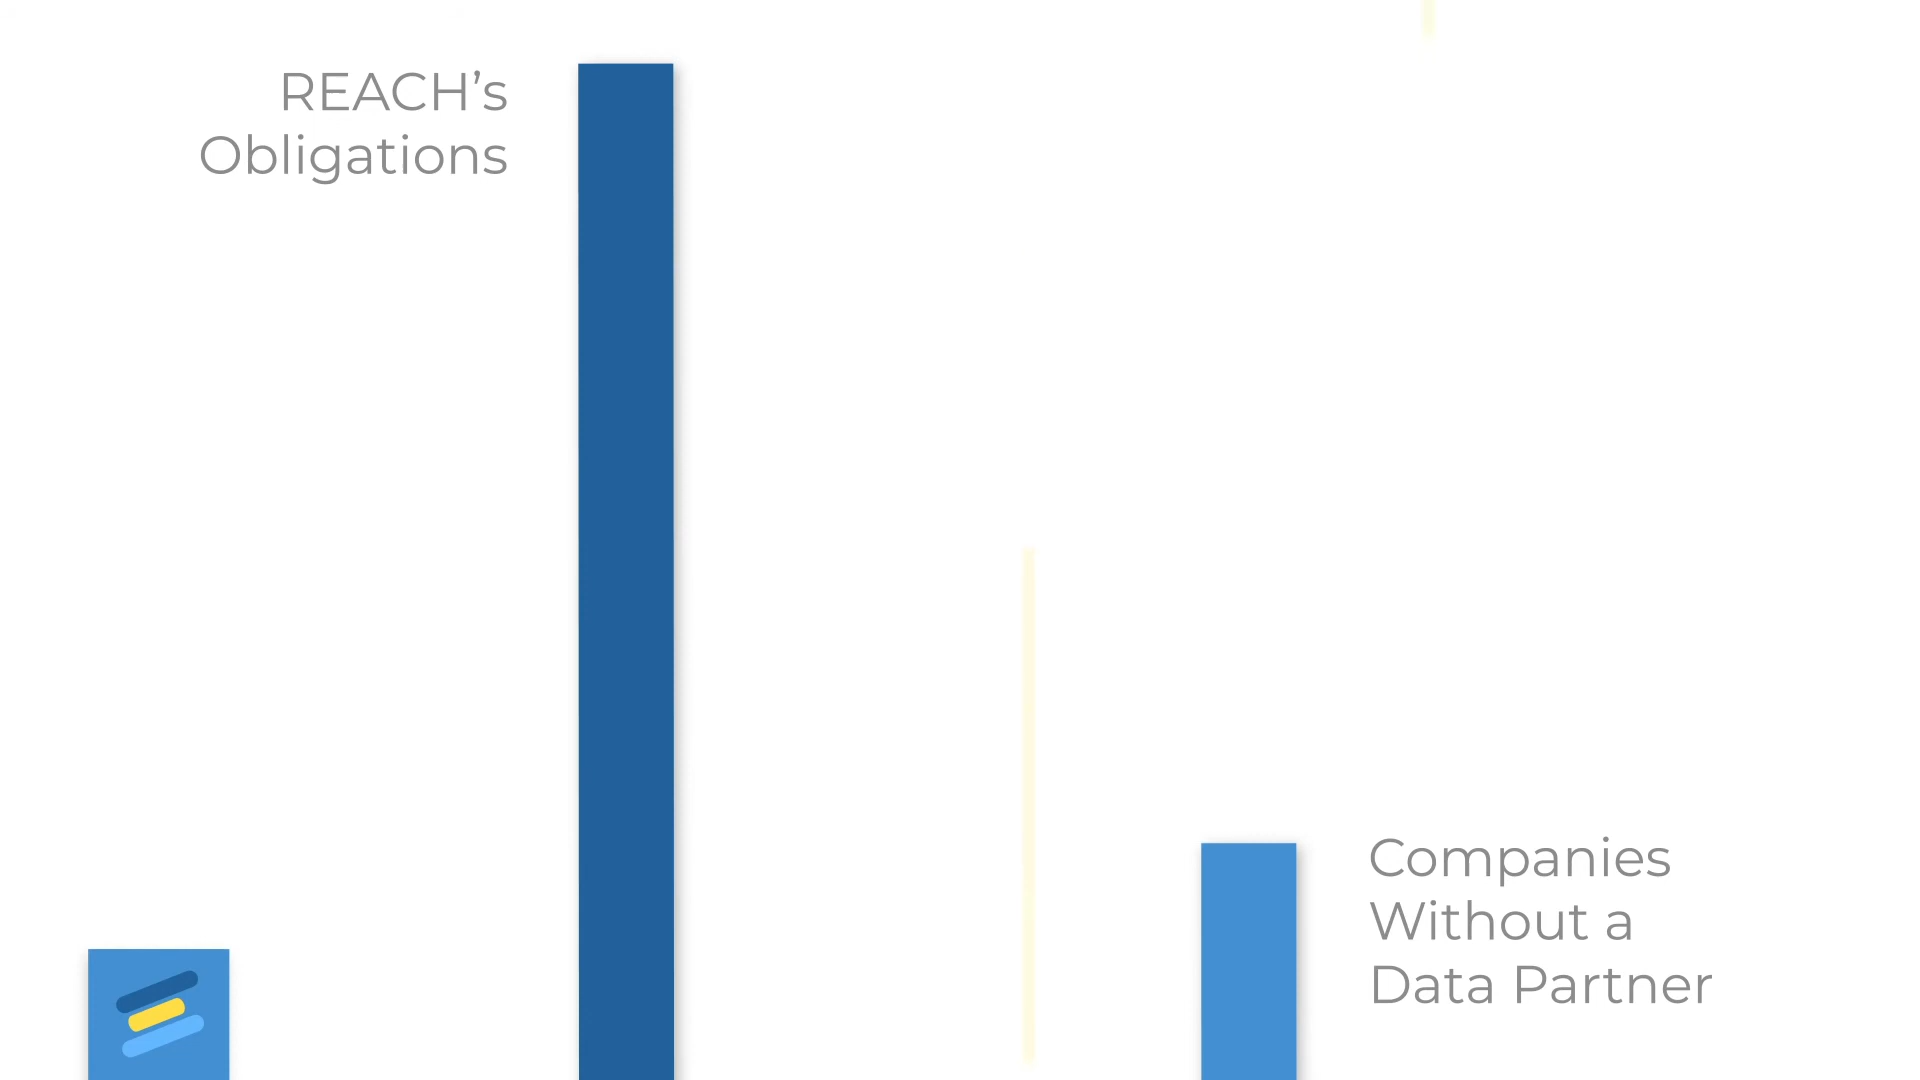 REACH’s
Obligations
Companies
Without a
Data Partner